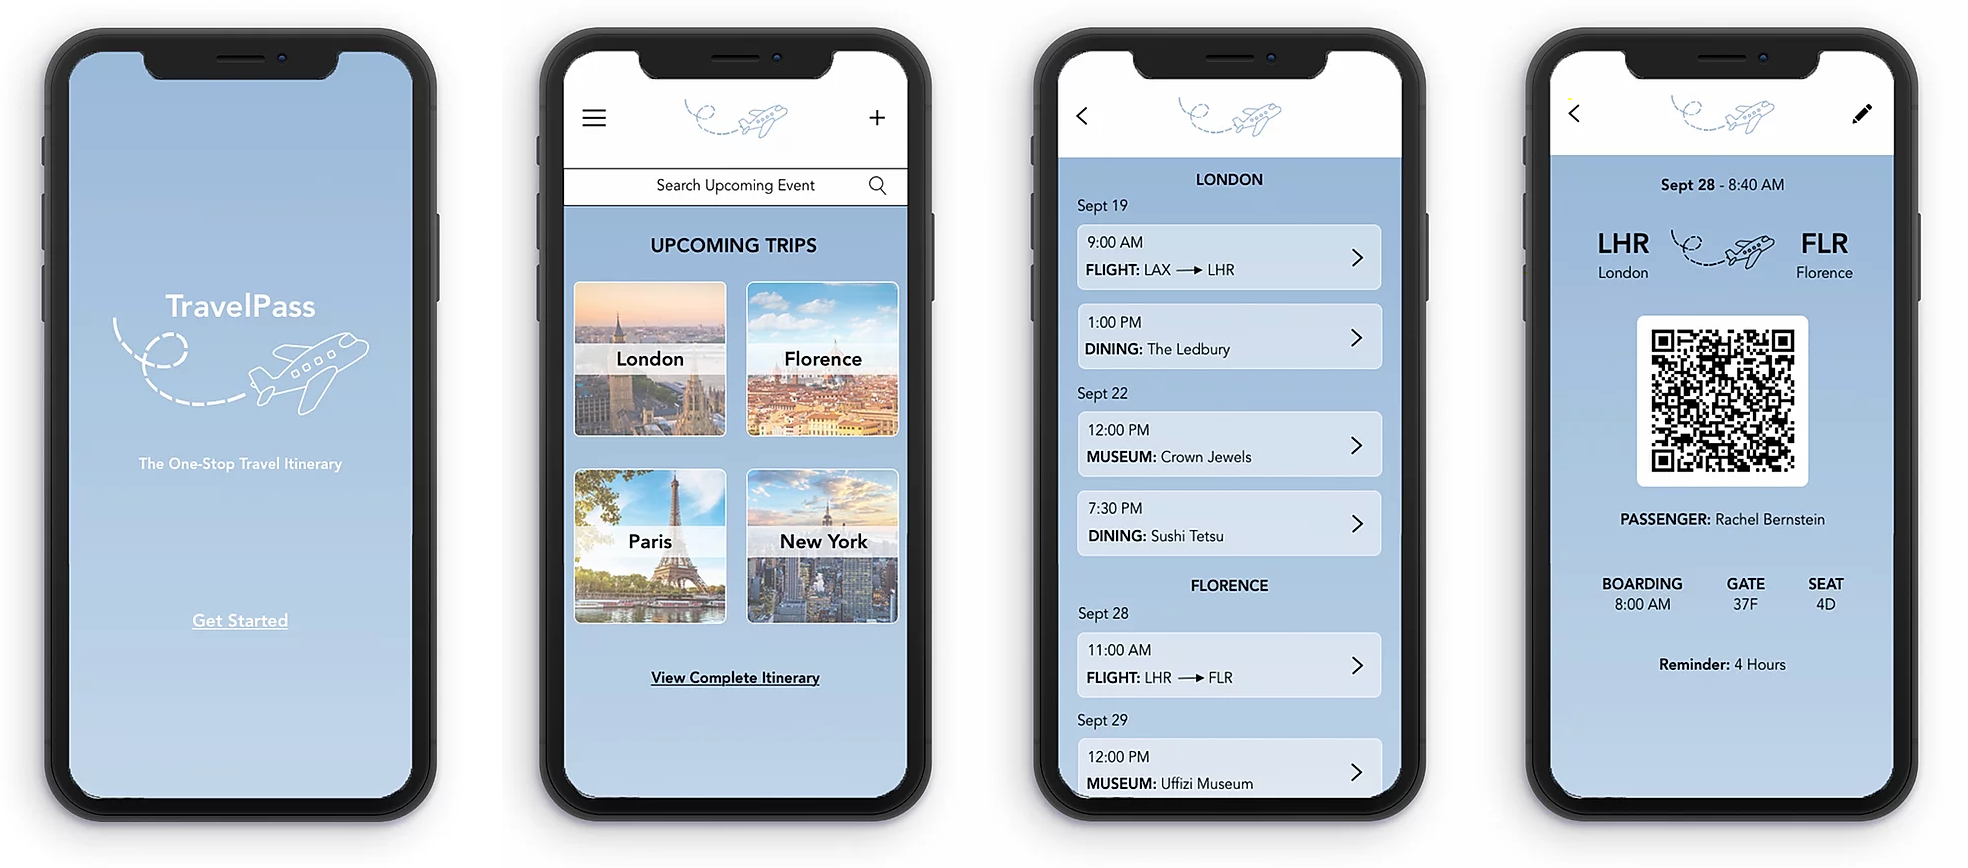 TravelPass
The One-Stop Travel Itinerary
Get Started
Search Upcoming Event
UPCOMING TRIPS
London
Florence
Paris
New York
View Complete Itinerary
LONDON
Sept 19
9:00 AM
FLIGHT: LAX → LHR
1:00 PM
DINING: The Ledbury
Sept 22
12:00 PM
MUSEUM: Crown Jewels
7:30 PM
DINING: Sushi Tetsu
FLORENCE
Sept 28
11:00 AM
FLIGHT: LHR → FLR
Sept 29
12:00 PM
MUSEUM: Uffizi Museum
Sept 28 - 8:40 AM
LHR FLR
London Florence
PASSENGER: Rachel Bernstein
BOARDING GATE SEAT
8:00 AM 37F 4D
Reminder: 4 Hours